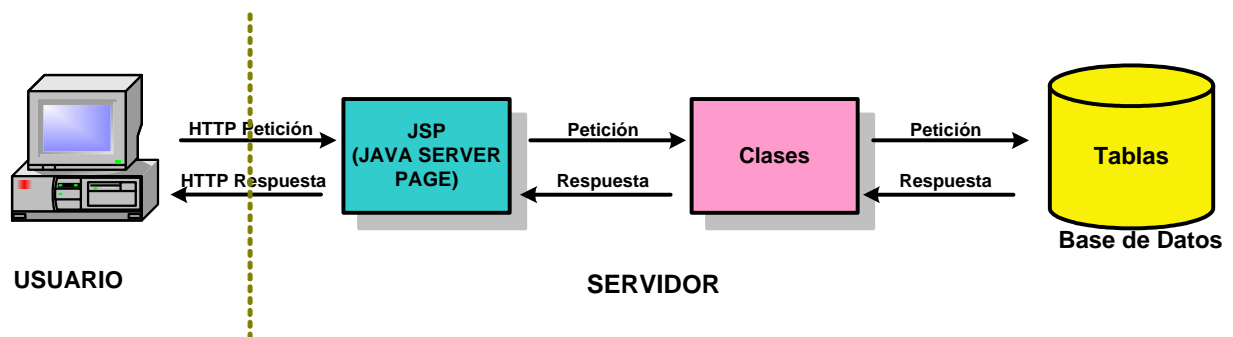 HTTP Petición
HTTP Respuesta
JSP
(JAVA SERVER
PAGE)
Petición
Respuesta
Clases
Petición
Respuesta
Tablas
Base de Datos
USUARIO
SERVIDOR